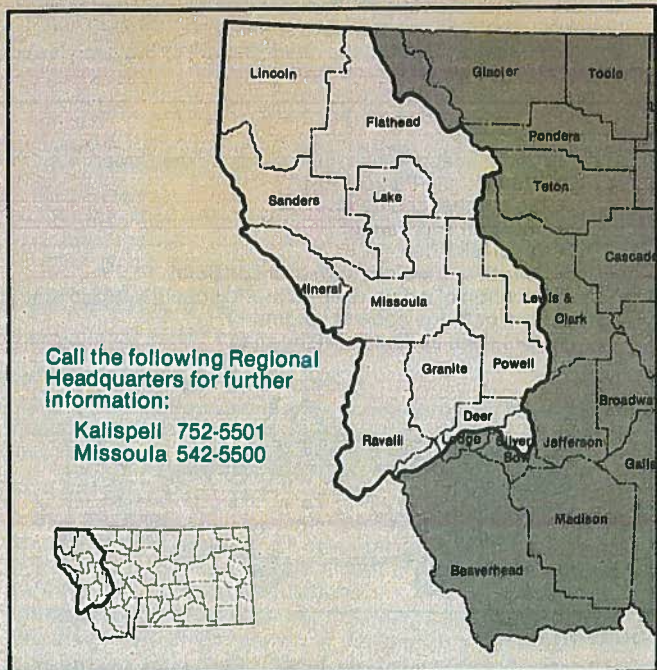 Lincoln
Glacier
Toole
Flathead
Pondera
Teton
Sanders
Lake
Cascade
Mineral
Missoula
Lewis &
Clark
Call the following Regional
Headquarters for further
information:
Kalispell 752-5501
Missoula 542-5500
Granite
Powell
Broadwa
Deer
Lodge
Silver
Bow
Jefferson
Ravalli
Galla
Madison
Beaverhead